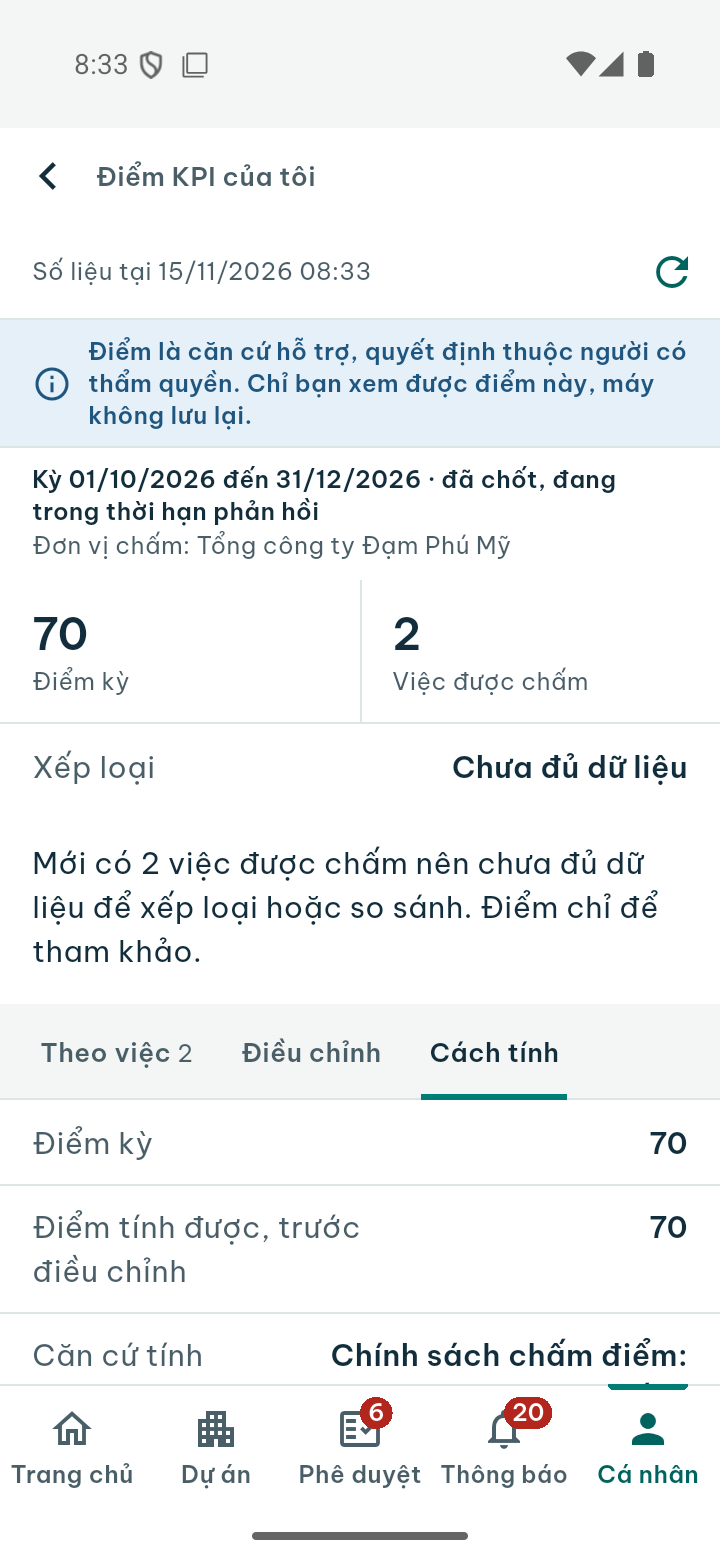 8:33
Điểm KPI của tôi
Số liệu tại 15/11/2026 08:33
Điểm là căn cứ hỗ trợ, quyết định thuộc người có
thẩm quyền. Chỉ bạn xem được điểm này, máy
không lưu lại.
Kỳ 01/10/2026 đến 31/12/2026 · đã chốt, đang
trong thời hạn phản hồi
Đơn vị chấm: Tổng công ty Đạm Phú Mỹ
70
Điểm kỳ
2
Việc được chấm
Xếp loại
Chưa đủ dữ liệu
Mới có 2 việc được chấm nên chưa đủ dữ
liệu để xếp loại hoặc so sánh. Điểm chỉ để
tham khảo.
Theo việc 2
Điều chỉnh
Cách tính
Điểm kỳ
70
Điểm tính được, trước
điều chỉnh
70
Căn cứ tính
Chính sách chấm điểm:
6
20
Trang chủ
Dự án
Phê duyệt
Thông báo
Cá nhân